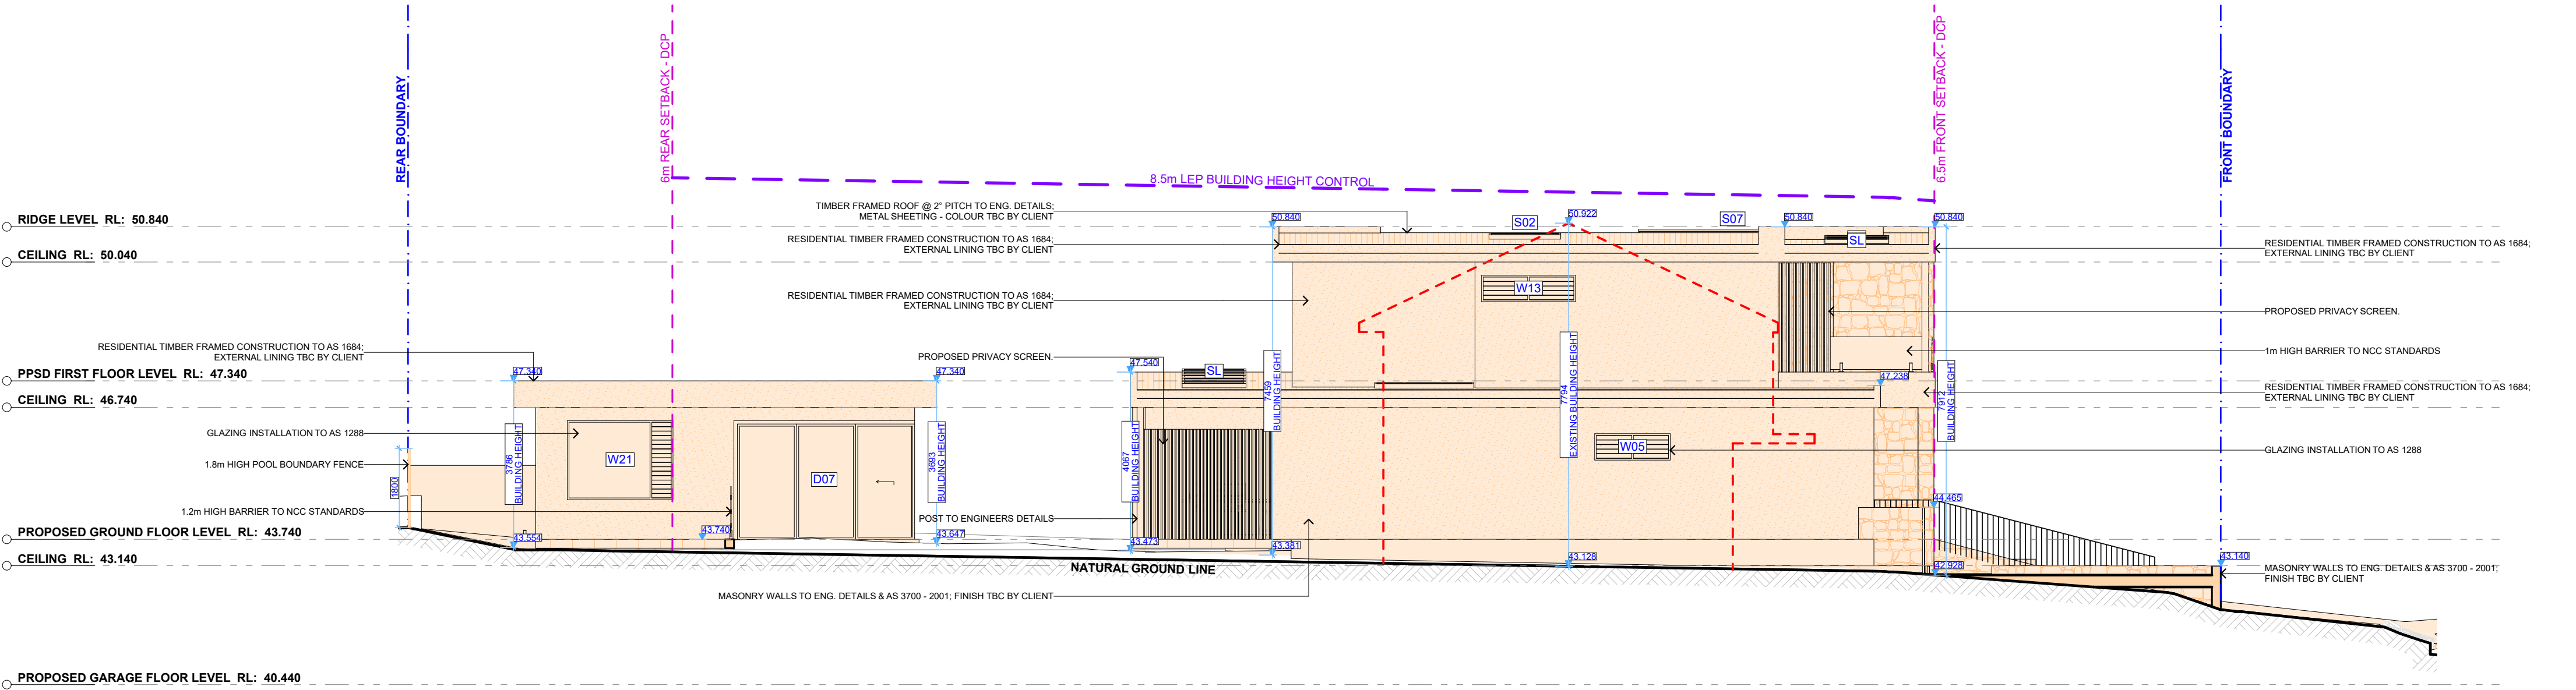 REAR BOUNDARY
6m REAR SETBACK - DCP
8.5m LEP BUILDING HEIGHT CONTROL
6.5m FRONT SETBACK - DCP
FRONT BOUNDARY
RIDGE LEVEL RL: 50.840
CEILING RL: 50.040
PPSD FIRST FLOOR LEVEL RL: 47.340
CEILING RL: 46.740
PROPOSED GROUND FLOOR LEVEL RL: 43.740
CEILING RL: 43.140
PROPOSED GARAGE FLOOR LEVEL RL: 40.440
RESIDENTIAL TIMBER FRAMED CONSTRUCTION TO AS 1684;
EXTERNAL LINING TBC BY CLIENT
GLAZING INSTALLATION TO AS 1288
1.8m HIGH POOL BOUNDARY FENCE
1.2m HIGH BARRIER TO NCC STANDARDS
1800
47.340
3786
BUILDING HEIGHT
43.554
W21
43.740
D07
47.340
3693
BUILDING HEIGHT
43.647
TIMBER FRAMED ROOF @ 2° PITCH TO ENG. DETAILS;
METAL SHEETING - COLOUR TBC BY CLIENT
RESIDENTIAL TIMBER FRAMED CONSTRUCTION TO AS 1684;
EXTERNAL LINING TBC BY CLIENT
RESIDENTIAL TIMBER FRAMED CONSTRUCTION TO AS 1684;
EXTERNAL LINING TBC BY CLIENT
PROPOSED PRIVACY SCREEN.
POST TO ENGINEERS DETAILS
MASONRY WALLS TO ENG. DETAILS & AS 3700 - 2001; FINISH TBC BY CLIENT
47.540
4067
BUILDING HEIGHT
43.473
SL
50.840
7459
BUILDING HEIGHT
43.381
S02
50.922
7794
EXISTING BUILDING HEIGHT
43.128
S07
50.840
50.840
SL
W13
W05
47.238
7912
BUILDING HEIGHT
44.465
42.928
43.140
NATURAL GROUND LINE
RESIDENTIAL TIMBER FRAMED CONSTRUCTION TO AS 1684;
EXTERNAL LINING TBC BY CLIENT
PROPOSED PRIVACY SCREEN.
1m HIGH BARRIER TO NCC STANDARDS
RESIDENTIAL TIMBER FRAMED CONSTRUCTION TO AS 1684;
EXTERNAL LINING TBC BY CLIENT
GLAZING INSTALLATION TO AS 1288
MASONRY WALLS TO ENG. DETAILS & AS 3700 - 2001;
FINISH TBC BY CLIENT